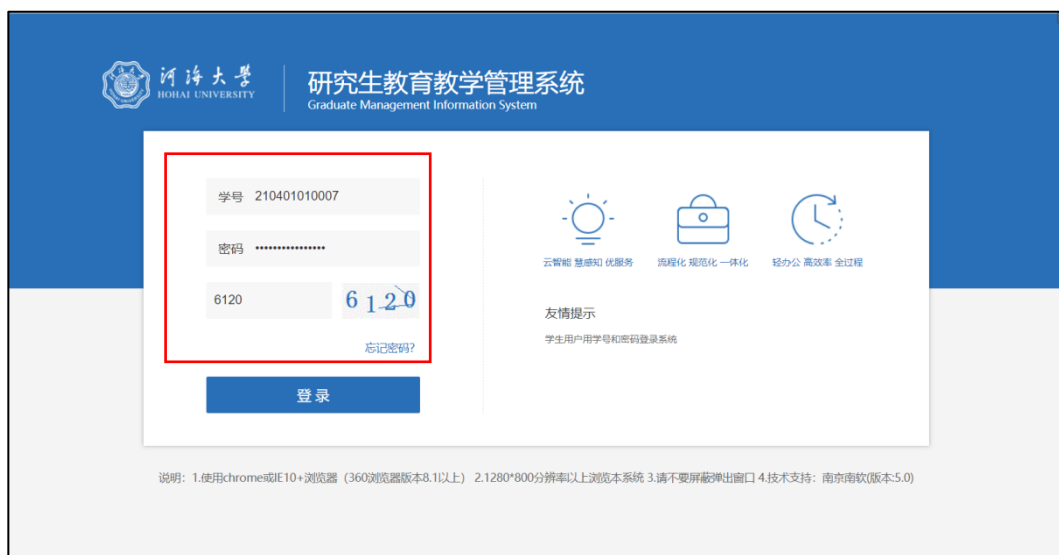 河海大学
HOHAI UNIVERSITY
研究生教育教学管理系统
Graduate Management Information System
学号 210401010007
密码 ••••••••••••••••
6120 6120
忘记密码?
登录
云智能 慧感知 优服务
流程化 规范化 一体化
轻办公 高效率 全过程
友情提示
学生用户用学号和密码登录系统
说明：1.使用chrome或IE10+浏览器（360浏览器版本8.1以上） 2.1280*800分辨率以上浏览本系统 3.请不要屏蔽弹出窗口 4.技术支持：南京南软(版本:5.0)